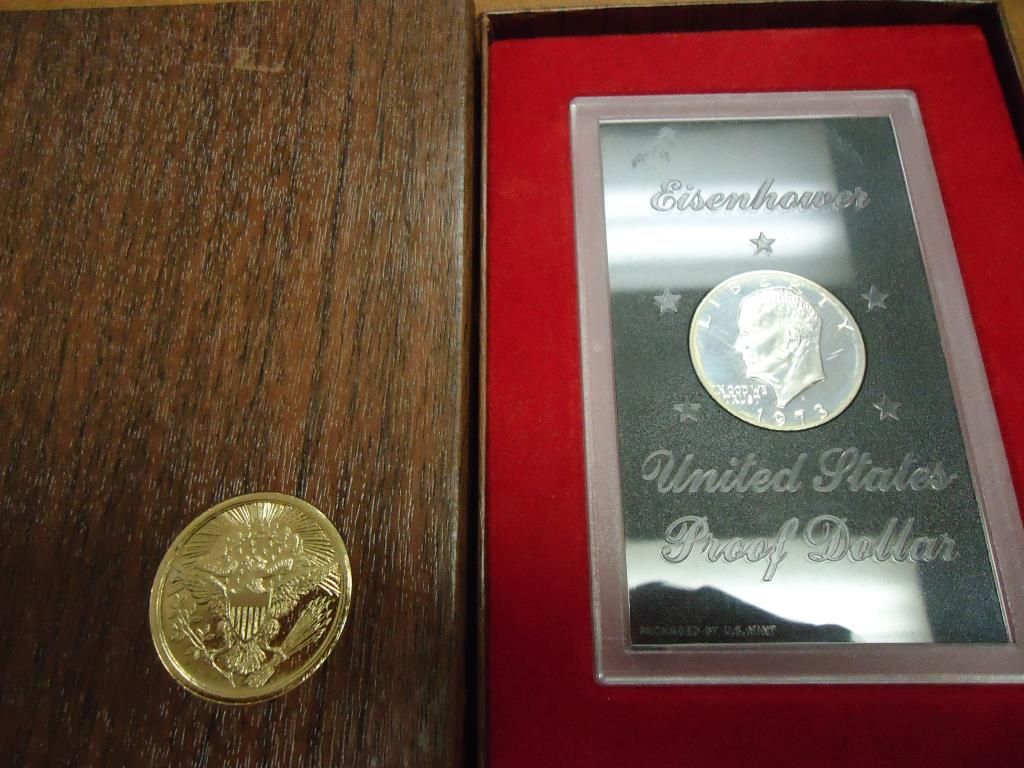 Eisenhower
LIBERTY
IN GOD WE
TRUST
1973
United States
Proof Dollar
PACKAGED BY U.S. MINT